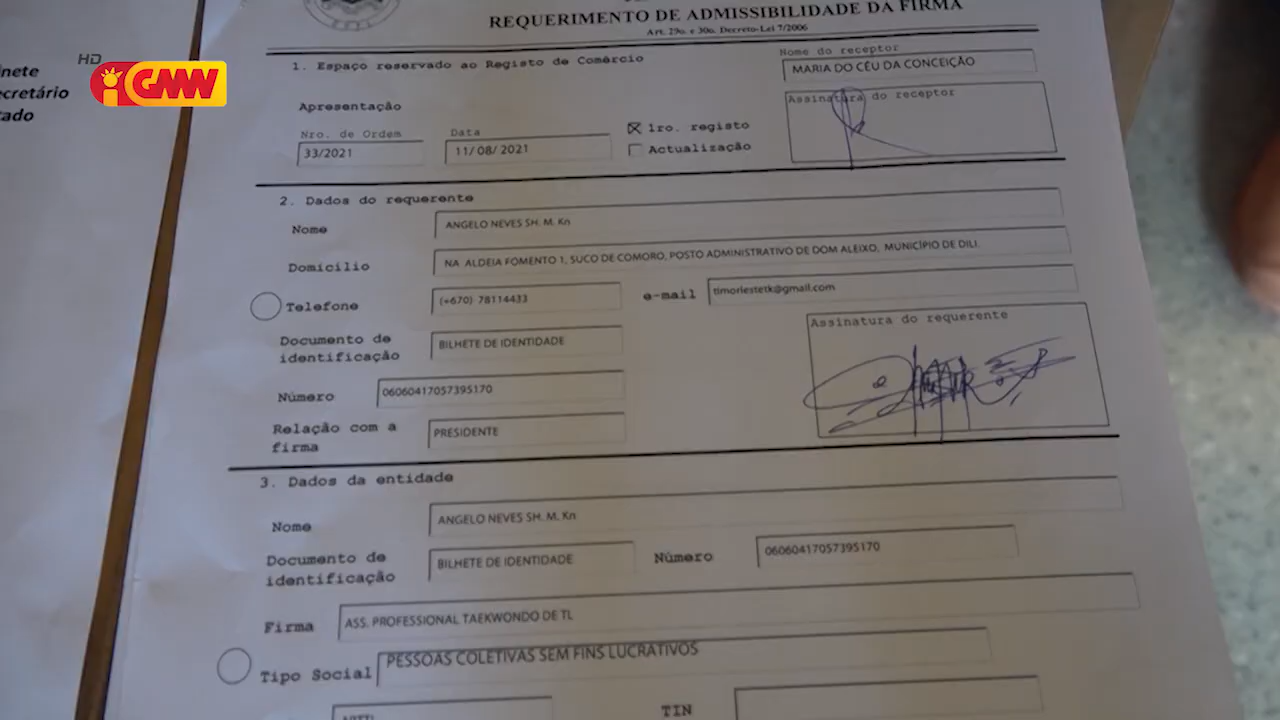 HD
GMN
nete
ecretário
tado
REQUERIMENTO DE ADMISSIBILIDADE DA FIRMA
Art. 29o. e 30o. Decreto-Lei 7/2006
1. Espaço reservado ao Registo de Comércio
Nome do receptor
MARIA DO CÉU DA CONCEIÇÃO
Apresentação
Assinatura do receptor
Nro. de Ordem
Data
1ro. registo
33/2021
11/ 08/ 2021
Actualização
2. Dados do requerente
Nome
ANGELO NEVES SH. M. Kn
Domicilio
NA ALDEIA FOMENTO 1, SUCO DE COMORO, POSTO ADMINISTRATIVO DE DOM ALEIXO, MUNICÍPIO DE DILI.
Telefone
(+670) 78114433
e-mail
timorlestetk@gmail.com
Documento de
identificação
BILHETE DE IDENTIDADE
Assinatura do requerente
Número
06060417057395170
Relação com a
firma
PRESIDENTE
3. Dados da entidade
Nome
ANGELO NEVES SH. M. Kn
Documento de
identificação
BILHETE DE IDENTIDADE
Número
06060417057395170
Firma
ASS. PROFESSIONAL TAEKWONDO DE TL
Tipo Social
PESSOAS COLETIVAS SEM FINS LUCRATIVOS
TIN